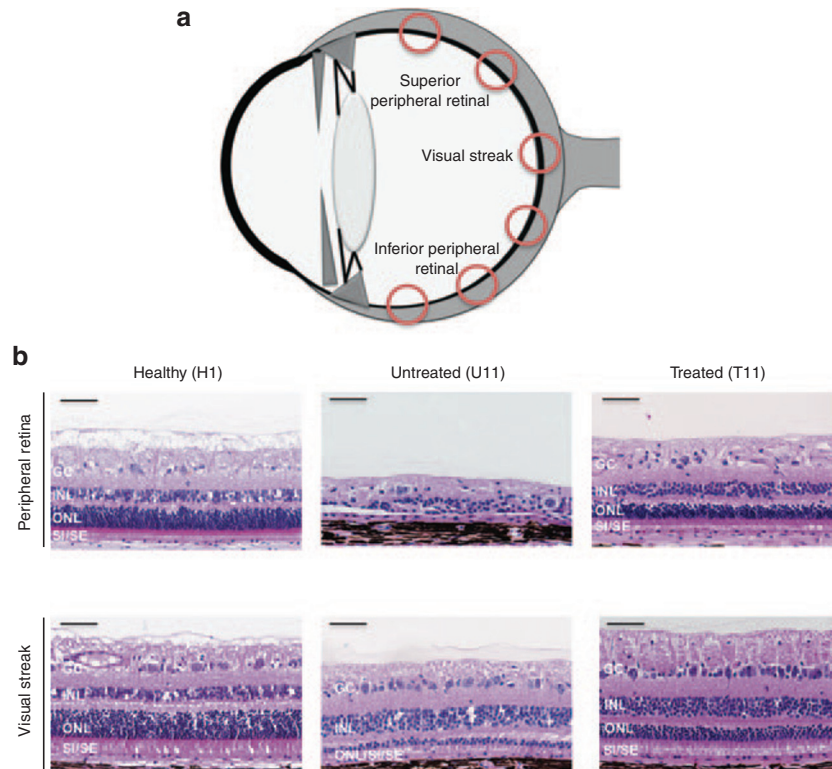 a
Superior
peripheral retinal
Visual streak
Inferior peripheral
retinal
b
Healthy (H1)
Untreated (U11)
Treated (T11)
Peripheral retina
GC
INL
ONL
SI/SE
GC
INL
ONL
SI/SE
Visual streak
GC
INL
ONL
SI/SE
GC
INL
ONL/SI/SE
GC
INL
ONL
SI/SE